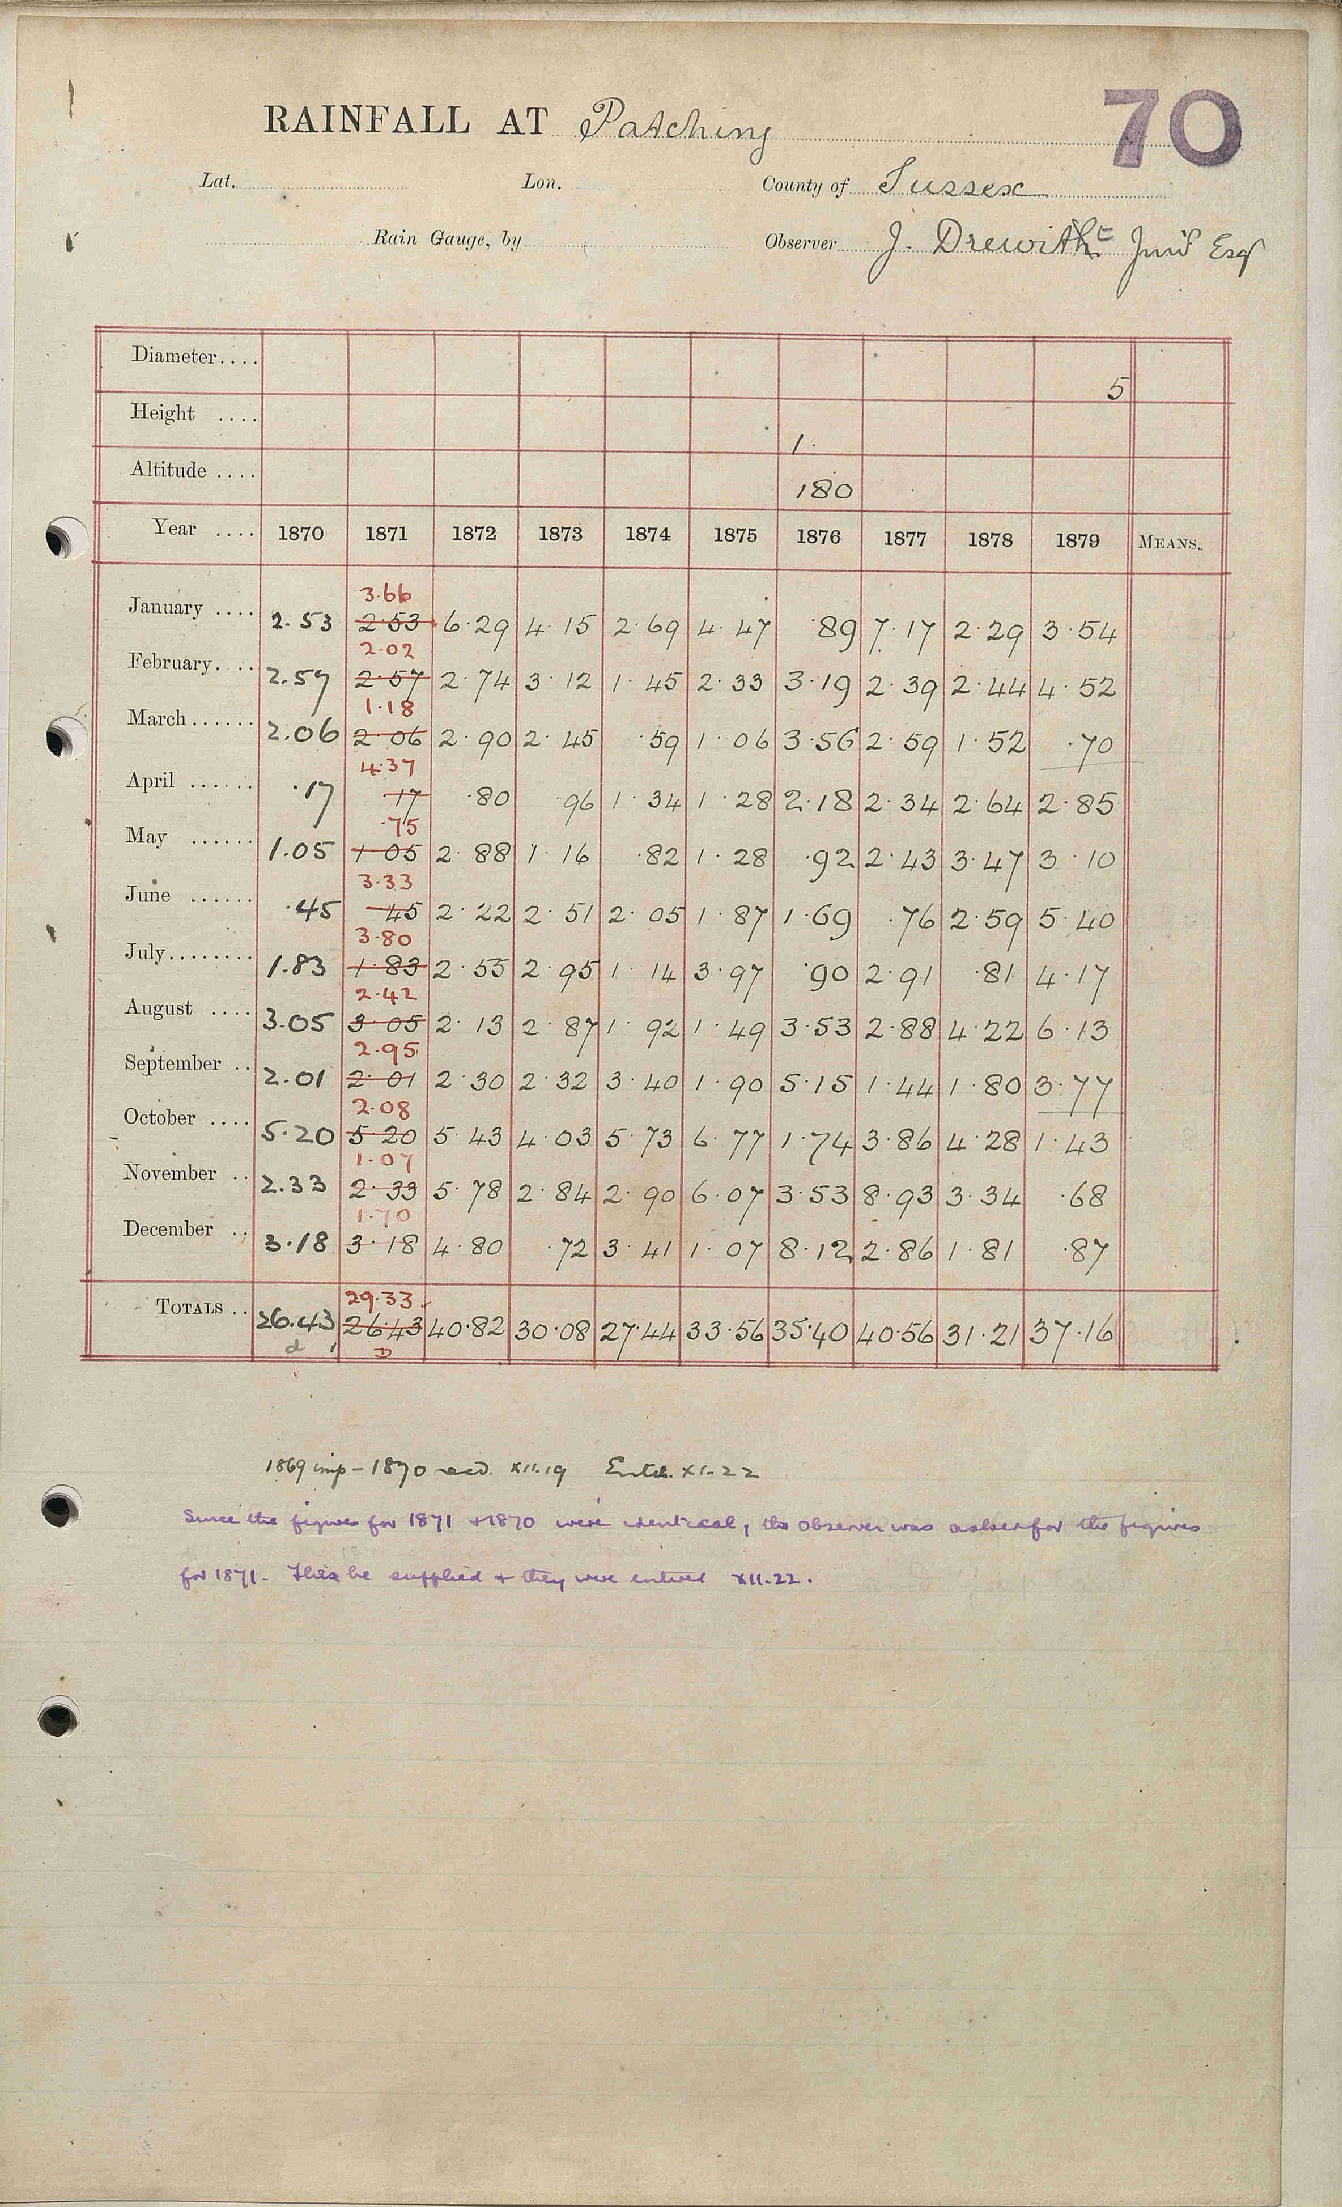 70
RAINFALL AT Patching
Lat. Lon. County of Sussex
Rain Gauge, by Observer J. Drewitt Junr Esqr
Diameter.... 5
Height .... 1.
Altitude .... 180
Year .... 1870 1871 1872 1873 1874 1875 1876 1877 1878 1879 MEANS.
3.66
January .... 2.53 2.53 6.29 4.15 2.69 4.47 .89 7.17 2.29 3.54
2.02
February.... 2.57 2.57 2.74 3.12 1.45 2.33 3.19 2.39 2.44 4.52
1.18
March...... 2.06 2.06 2.90 2.45 .59 1.06 3.56 2.59 1.52 .70
4.37
April ...... .17 17 .80 96 1.34 1.28 2.18 2.34 2.64 2.85
.75
May ...... 1.05 1.05 2.88 1.16 .82 1.28 .92 2.43 3.47 3.10
3.33
June ...... .45 45 2.22 2.51 2.05 1.87 1.69 .76 2.59 5.40
3.80
July........ 1.83 1.83 2.55 2.95 1.14 3.97 .90 2.91 .81 4.17
2.42
August .... 3.05 3.05 2.13 2.87 1.92 1.49 3.53 2.88 4.22 6.13
2.95
September .. 2.01 2.01 2.30 2.32 3.40 1.90 5.15 1.44 1.80 3.77
2.08
October .... 5.20 5.20 5.43 4.03 5.73 6.77 1.74 3.86 4.28 1.43
1.07
November .. 2.33 2.33 5.78 2.84 2.90 6.07 3.53 8.93 3.34 .68
1.70
December .. 3.18 3.18 4.80 .72 3.41 1.07 8.12 2.86 1.81 .87
29.33
TOTALS .. 26.43 26.43 40.82 30.08 27.44 33.56 35.40 40.56 31.21 37.16
d D
1869 imp - 1870 recd. XII.19 Entd. XI-22
Since the figures for 1871 & 1870 were identical, the observer was asked for the figures
for 1871. This he supplied & they were entered XII.22.